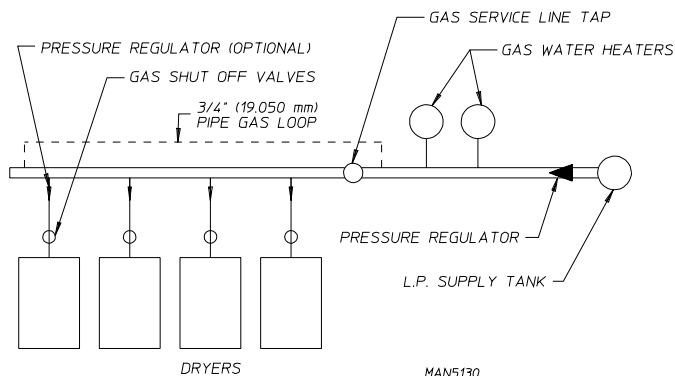 GAS SERVICE LINE TAP
PRESSURE REGULATOR (OPTIONAL)
GAS WATER HEATERS
GAS SHUT OFF VALVES
3/4" (19.050 mm)
PIPE GAS LOOP
PRESSURE REGULATOR
L.P. SUPPLY TANK
DRYERS
MAN5130